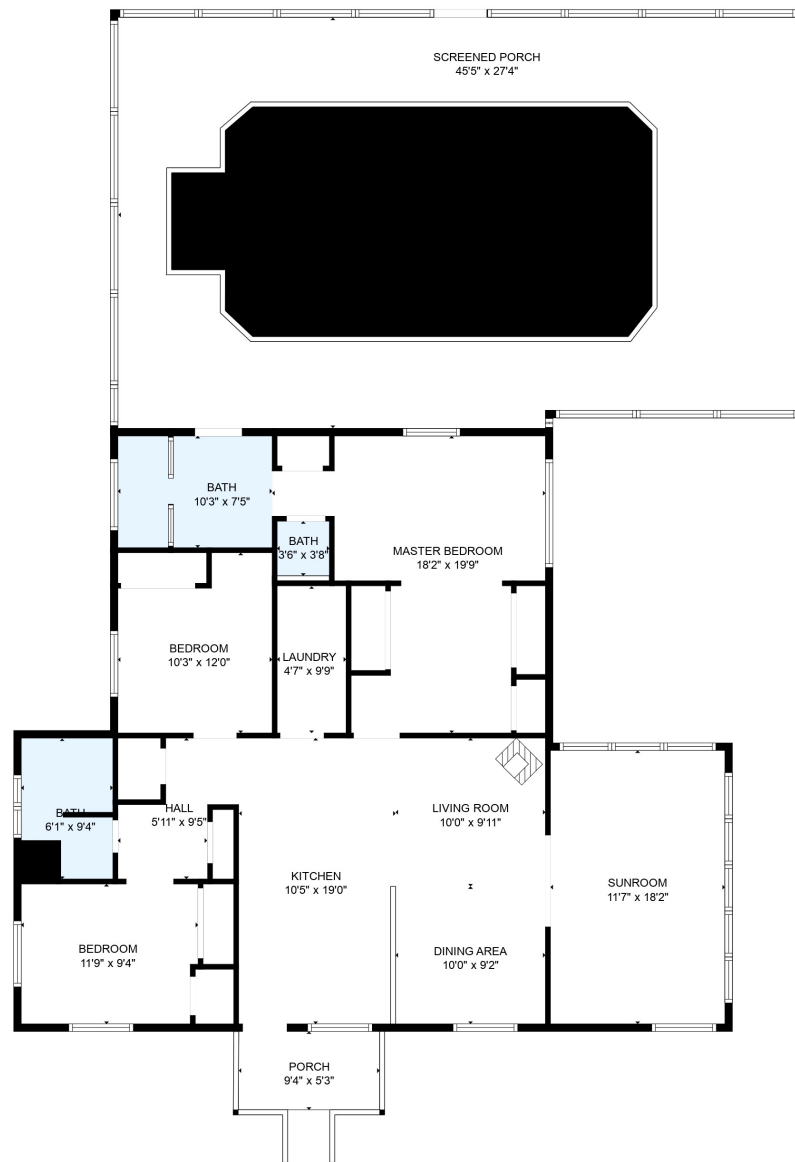 SCREENED PORCH
45'5" x 27'4"
BATH
10'3" x 7'5"
BATH
3'6" x 3'8"
MASTER BEDROOM
18'2" x 19'9"
BEDROOM
10'3" x 12'0"
LAUNDRY
4'7" x 9'9"
BATH
6'1" x 9'4"
HALL
5'11" x 9'5"
LIVING ROOM
10'0" x 9'11"
KITCHEN
10'5" x 19'0"
SUNROOM
11'7" x 18'2"
BEDROOM
11'9" x 9'4"
DINING AREA
10'0" x 9'2"
PORCH
9'4" x 5'3"